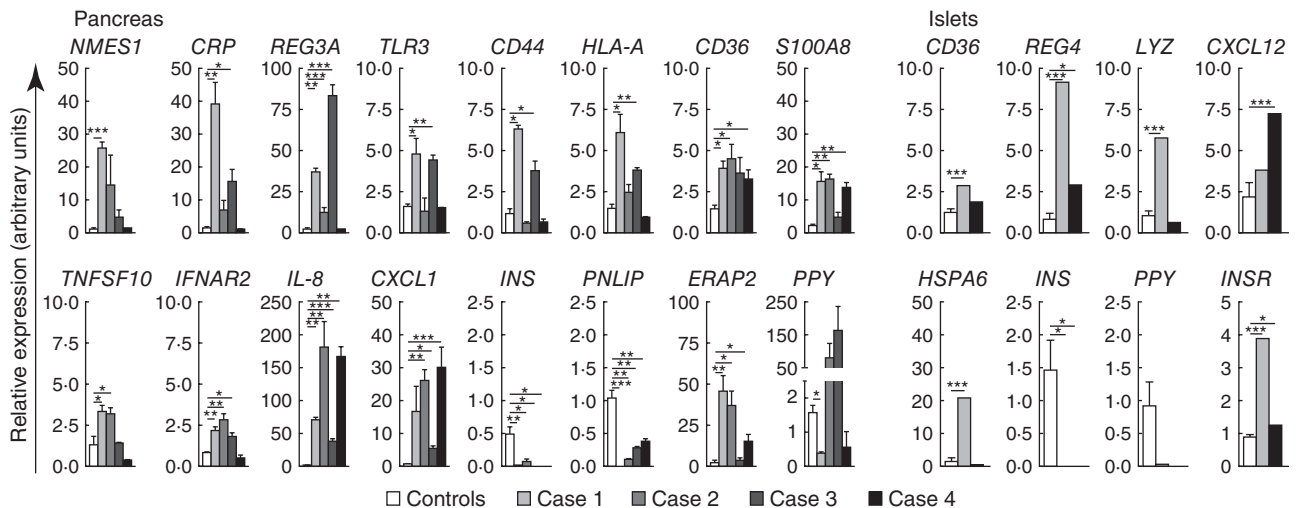 Pancreas Islets
NMES1 CRP REG3A TLR3 CD44 HLA-A CD36 S100A8 CD36 REG4 LYZ CXCL12
50 50 100 10·0 10·0 10·0 10·0 50 10·0 10·0 10·0 10·0
*** ** * *** *** ** ** * * * ** * * * * ** ** * *** * *** *** ***
40 40 75 7·5 7·5 7·5 7·5 40 7·5 7·5 7·5 7·5
30 30 50 5·0 5·0 5·0 5·0 30 5·0 5·0 5·0 5·0
20 20 25 2·5 2·5 2·5 2·5 20 2·5 2·5 2·5 2·5
10 10 10
0 0 0 0·0 0·0 0·0 0·0 0 0·0 0·0 0·0 0·0
TNFSF10 IFNAR2 IL-8 CXCL1 INS PNLIP ERAP2 PPY HSPA6 INS PPY INSR
10·0 10·0 250 50 2·5 2·5 100 250 50 2·5 2·5 5
* * * ** ** ** *** ** ** *** * ** * * ** ** ** *** * * ** * *** * * * ***
7·5 7·5 200 40 2·0 2·0 75 150 40 2·0 2·0 4
5·0 5·0 150 30 1·5 1·5 50 50 30 1·5 1·5 3
2·5 2·5 100 20 1·0 1·0 25 2 20 1·0 1·0 2
50 10 0·5 0·5 1 10 0·5 0·5 1
0·0 0·0 0 0 0·0 0·0 0 0 0 0·0 0·0 0
Relative expression (arbitrary units)
Controls Case 1 Case 2 Case 3 Case 4